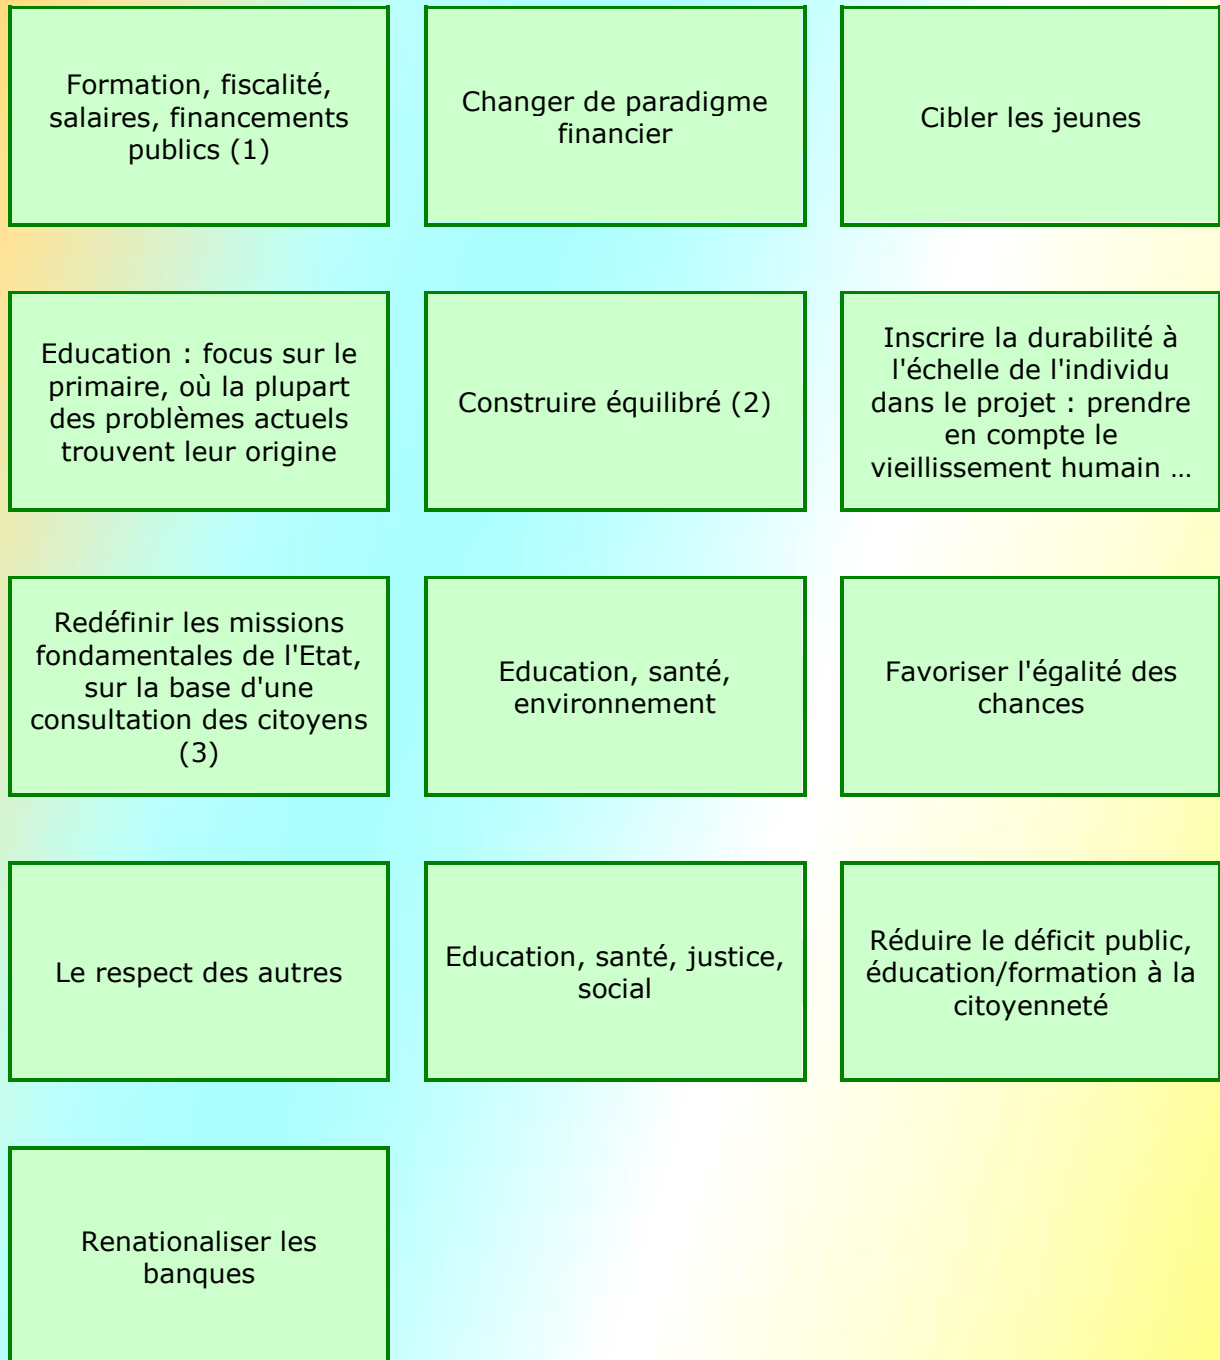 Formation, fiscalité,
salaires, financements
publics (1)
Changer de paradigme
financier
Cibler les jeunes
Education : focus sur le
primaire, où la plupart
des problèmes actuels
trouvent leur origine
Construire équilibré (2)
Inscrire la durabilité à
l'échelle de l'individu
dans le projet : prendre
en compte le
vieillissement humain …
Redéfinir les missions
fondamentales de l'Etat,
sur la base d'une
consultation des citoyens
(3)
Education, santé,
environnement
Favoriser l'égalité des
chances
Le respect des autres
Education, santé, justice,
social
Réduire le déficit public,
éducation/formation à la
citoyenneté
Renationaliser les
banques